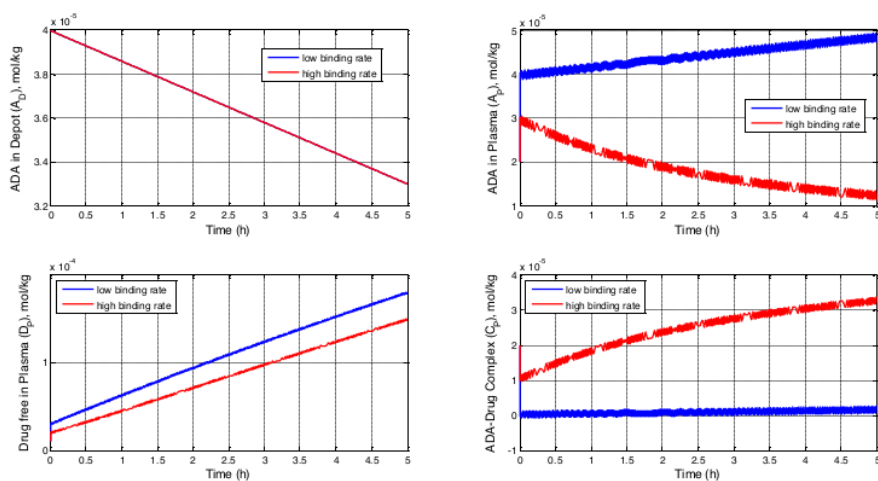 x 10⁻⁵
4
3.8
3.6
3.4
3.2
0 0.5 1 1.5 2 2.5 3 3.5 4 4.5 5
Time (h)
ADA in Depot (A_D), mol/kg
low binding rate
high binding rate
x 10⁻⁵
5
4
3
2
1
0 0.5 1 1.5 2 2.5 3 3.5 4 4.5 5
Time (h)
ADA in Plasma (A_p), mol/kg
low binding rate
high binding rate
x 10⁻⁴
1
0
0 0.5 1 1.5 2 2.5 3 3.5 4 4.5 5
Time (h)
Drug free in Plasma (D_p), mol/kg
low binding rate
high binding rate
x 10⁻⁵
4
3
2
1
0
-1
0 0.5 1 1.5 2 2.5 3 3.5 4 4.5 5
Time (h)
ADA-Drug Complex (C_p), mol/kg
low binding rate
high binding rate